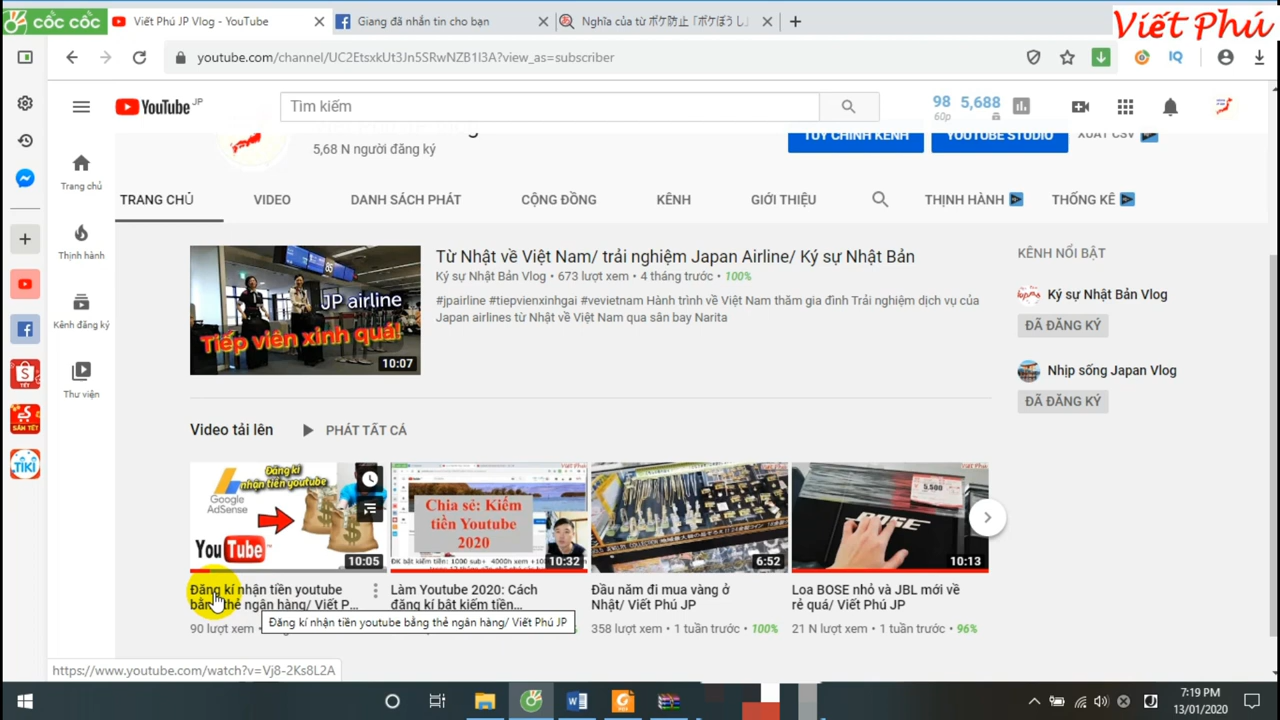 cốc cốc
Viết Phú JP Vlog - YouTube
Giang đã nhắn tin cho bạn
Nghĩa của từ ボケ防止「ボケぼうし」
Viết Phú
youtube.com/channel/UC2EtsxkUt3Jn5SRwNZB1I3A?view_as=subscriber
IQ
YouTube JP
Tìm kiếm
98 5,688
60p
5,68 N người đăng ký
TÙY CHỈNH KÊNH
YOUTUBE STUDIO
XUẤT CSV
TRANG CHỦ
VIDEO
DANH SÁCH PHÁT
CỘNG ĐỒNG
KÊNH
GIỚI THIỆU
THỊNH HÀNH
THỐNG KÊ
Trang chủ
Thịnh hành
Kênh đăng ký
Thư viện
TẾT
SĂN TẾT
TIKI
JP airline
Tiếp viên xinh quá!
10:07
Từ Nhật về Việt Nam/ trải nghiệm Japan Airline/ Ký sự Nhật Bản
Ký sự Nhật Bản Vlog • 673 lượt xem • 4 tháng trước • 100%
#jpairline #tiepvienxinhgai #vevietnam Hành trình về Việt Nam thăm gia đình Trải nghiệm dịch vụ của
Japan airlines từ Nhật về Việt Nam qua sân bay Narita
KÊNH NỔI BẬT
Ký sự Nhật Bản Vlog
ĐÃ ĐĂNG KÝ
Nhịp sống Japan Vlog
ĐÃ ĐĂNG KÝ
Video tải lên
PHÁT TẤT CẢ
Đăng kí
nhận tiền youtube
Google
AdSense
YouTube
10:05
Chia sẻ: Kiếm
tiền Youtube
2020
10:32
Viết Phú
6:52
5,500
BOSE
10:13
Đăng kí nhận tiền youtube
bằng thẻ ngân hàng/ Viết P...
90 lượt xem
Làm Youtube 2020: Cách
đăng kí bật kiếm tiền...
Đăng kí nhận tiền youtube bằng thẻ ngân hàng/ Viết Phú JP
Đầu năm đi mua vàng ở
Nhật/ Viết Phú JP
358 lượt xem • 1 tuần trước • 100%
Loa BOSE nhỏ và JBL mới về
rẻ quá/ Viết Phú JP
21 N lượt xem • 1 tuần trước • 96%
https://www.youtube.com/watch?v=Vj8-2Ks8L2A
7:19 PM
13/01/2020